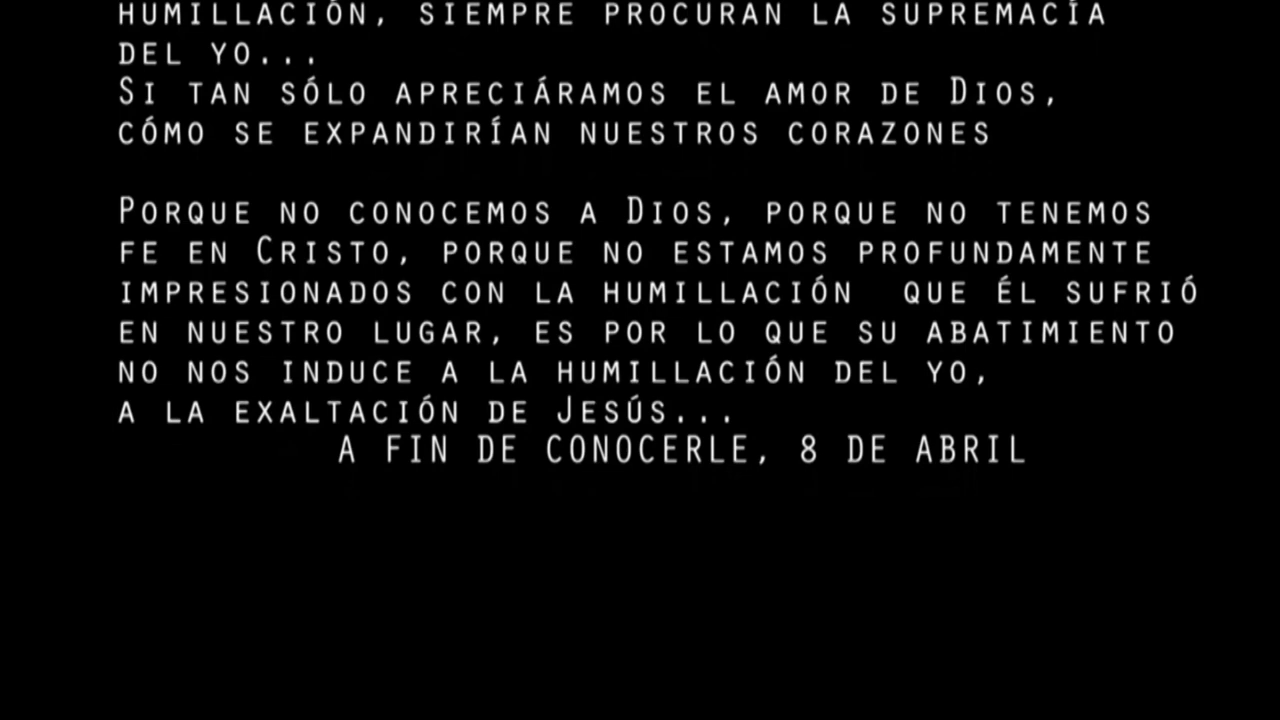 HUMILLACIÓN, SIEMPRE PROCURAN LA SUPREMACÍA
DEL YO...
SI TAN SÓLO APRECIÁRAMOS EL AMOR DE DIOS,
CÓMO SE EXPANDIRÍAN NUESTROS CORAZONES
PORQUE NO CONOCEMOS A DIOS, PORQUE NO TENEMOS
FE EN CRISTO, PORQUE NO ESTAMOS PROFUNDAMENTE
IMPRESIONADOS CON LA HUMILLACIÓN QUE ÉL SUFRIÓ
EN NUESTRO LUGAR, ES POR LO QUE SU ABATIMIENTO
NO NOS INDUCE A LA HUMILLACIÓN DEL YO,
A LA EXALTACIÓN DE JESÚS...
A FIN DE CONOCERLE, 8 DE ABRIL